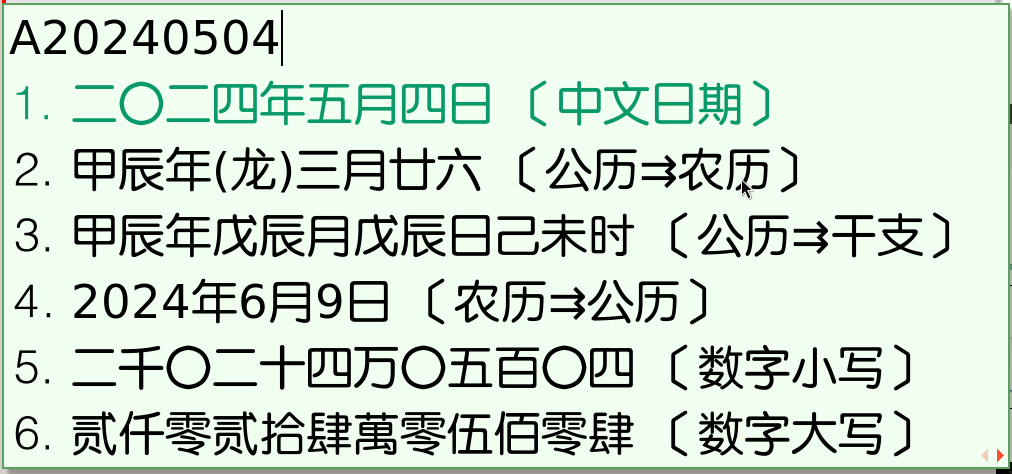 A20240504
1. 二〇二四年五月四日 〔中文日期〕
2. 甲辰年(龙)三月廿六 〔公历⇉农历〕
3. 甲辰年戊辰月戊辰日己未时 〔公历⇉干支〕
4. 2024年6月9日 〔农历⇉公历〕
5. 二千〇二十四万〇五百〇四 〔数字小写〕
6. 贰仟零贰拾肆萬零伍佰零肆 〔数字大写〕